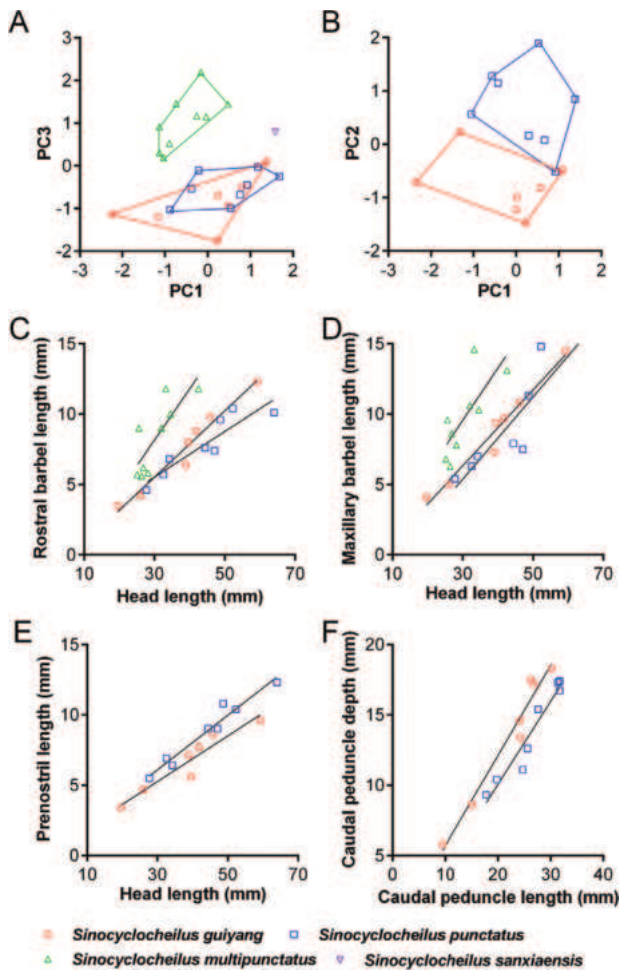 A
B
3
2
1
0
-1
-2
PC3
-3
-2
-1
0
1
2
PC1
2
1
0
-1
-2
PC2
-3
-2
-1
0
1
2
PC1
C
D
15
10
5
0
Rostral barbel length (mm)
10
30
50
70
Head length (mm)
15
10
5
0
Maxillary barbel length (mm)
10
30
50
70
Head length (mm)
E
F
15
10
5
0
Prenostril length (mm)
10
30
50
70
Head length (mm)
20
15
10
5
Caudal peduncle depth (mm)
0
10
20
30
40
Caudal peduncle length (mm)
Sinocyclocheilus guiyang
Sinocyclocheilus punctatus
Sinocyclocheilus multipunctatus
Sinocyclocheilus sanxiaensis